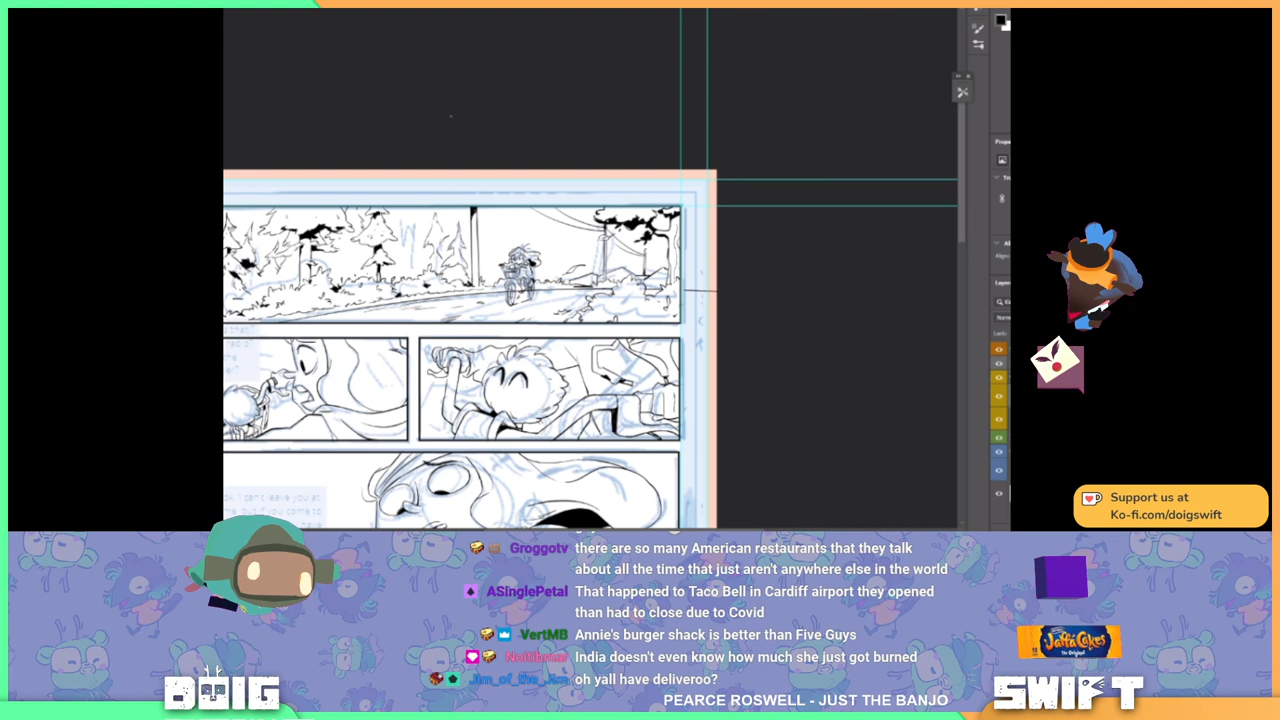 Support us at
Ko-fi.com/doigswift
Groggotv there are so many American restaurants that they talk
about all the time that just aren't anywhere else in the world
ASinglePetal That happened to Taco Bell in Cardiff airport they opened
than had to close due to Covid
VertMB Annie's burger shack is better than Five Guys
India doesn't even know how much she just got burned
Jim_of_the_Jim oh yall have deliveroo?
PEARCE ROSWELL - JUST THE BANJO
DOIG
SWIFT
Jaffa Cakes
The Original